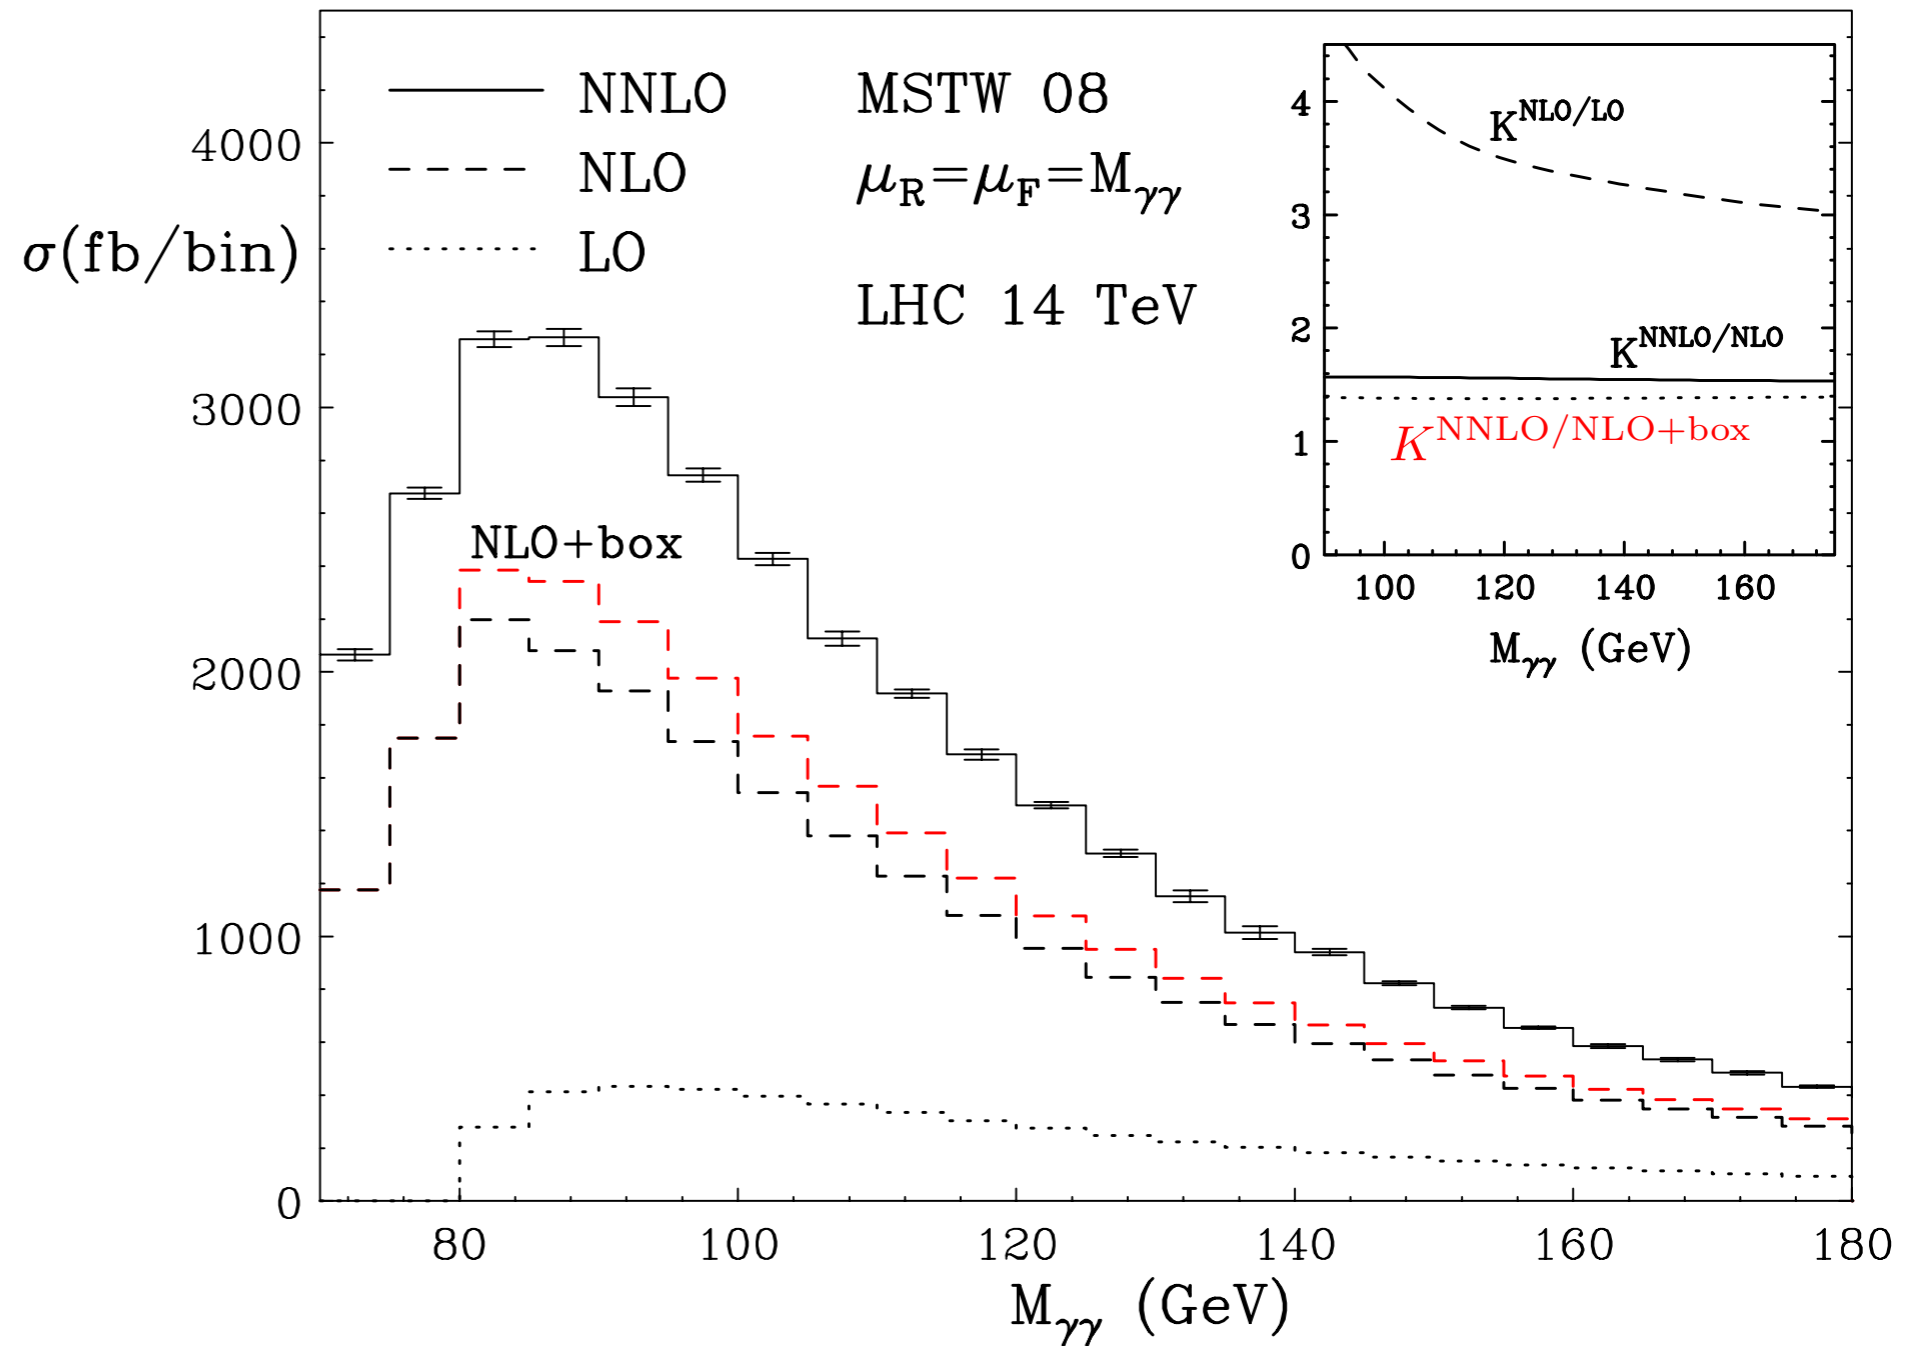 NNLO
NLO
LO
MSTW 08
μR=μF=Mγγ
LHC 14 TeV
σ(fb/bin)
4000
3000
2000
1000
0
NLO+box
80 100 120 140 160 180
Mγγ (GeV)
4
3
2
1
0
K^NLO/LO
K^NNLO/NLO
K^NNLO/NLO+box
100 120 140 160
Mγγ (GeV)